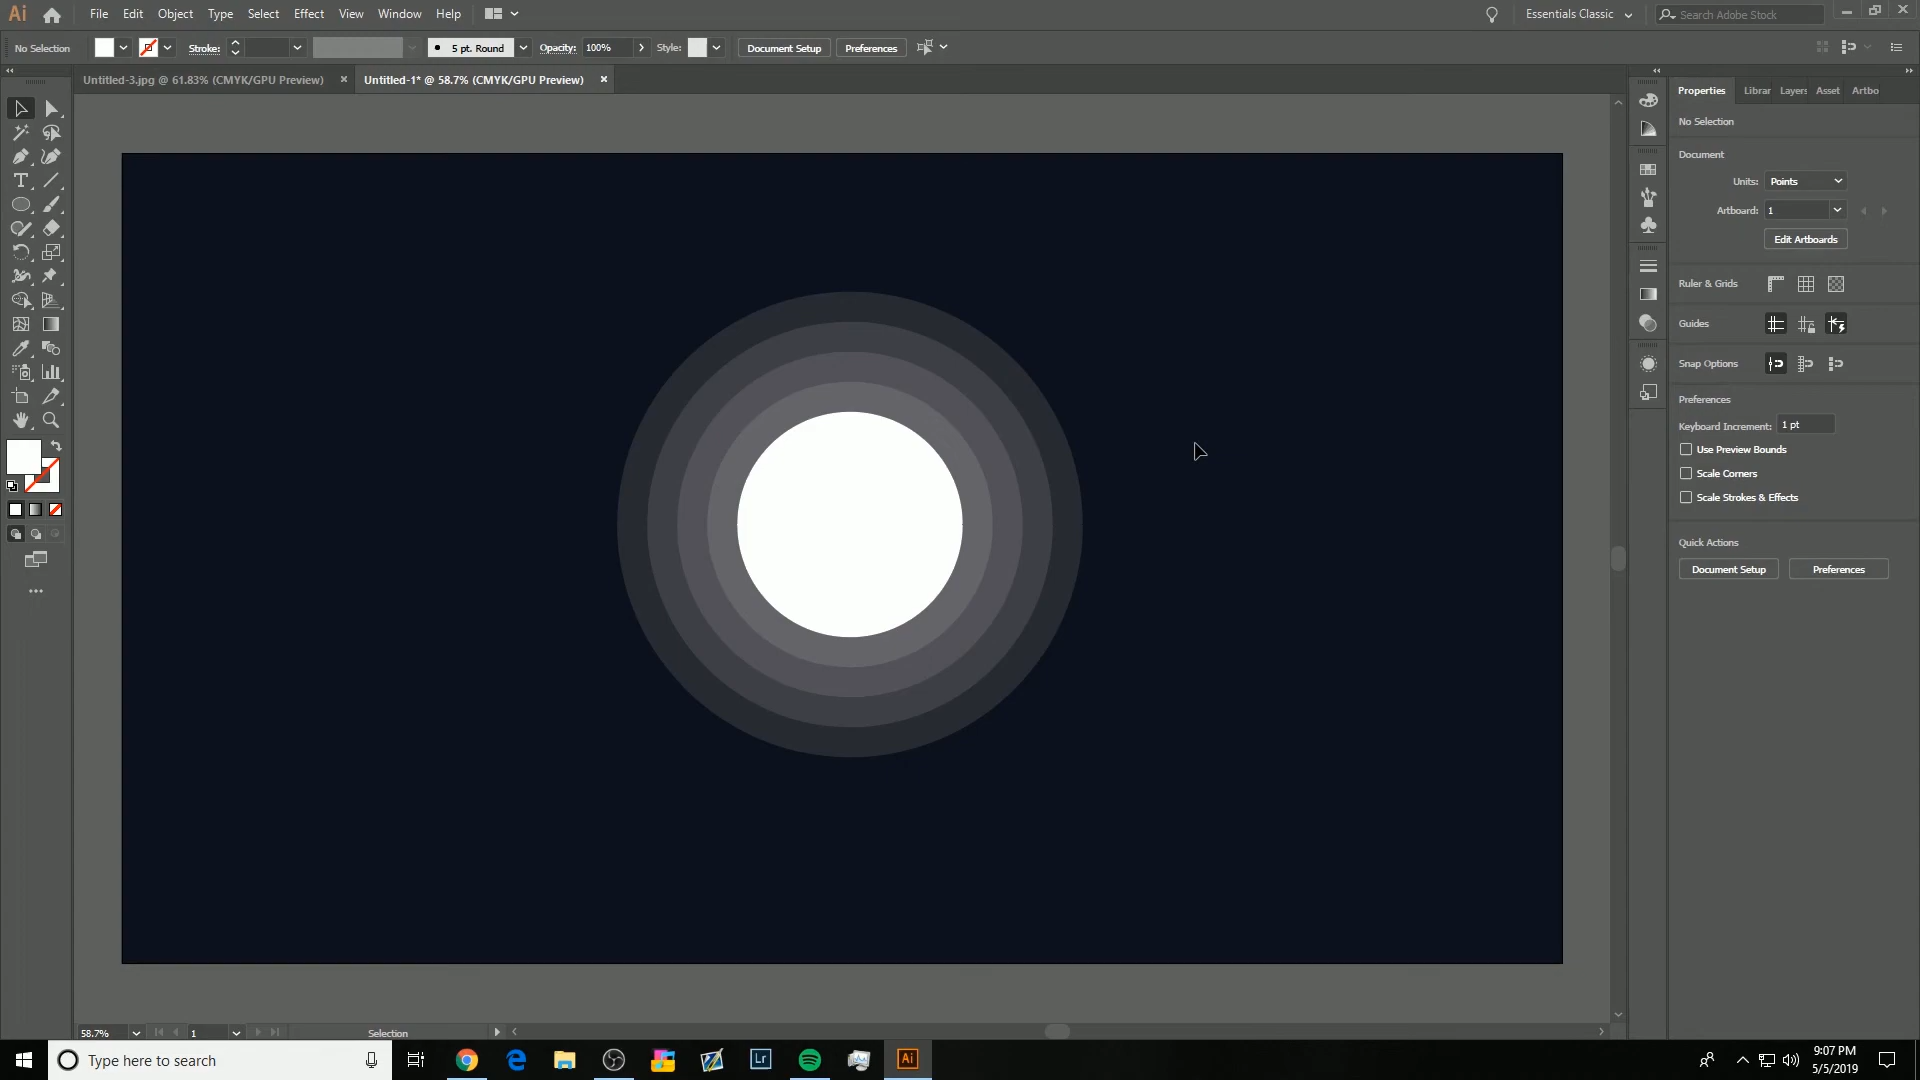 Ai File Edit Object Type Select Effect View Window Help Essentials Classic Search Adobe Stock
No Selection Stroke: 5 pt. Round Opacity: 100% Style: Document Setup Preferences
Untitled-3.jpg @ 61.83% (CMYK/GPU Preview) Untitled-1* @ 58.7% (CMYK/GPU Preview)
Properties Librar Layers Asset Artbo
No Selection
Document
Units: Points
Artboard: 1
Edit Artboards
Ruler & Grids
Guides
Snap Options
Preferences
Keyboard Increment: 1 pt
Use Preview Bounds
Scale Corners
Scale Strokes & Effects
Quick Actions
Document Setup Preferences
58.7% 1 Selection
Type here to search Lr Ai 9:07 PM
5/5/2019